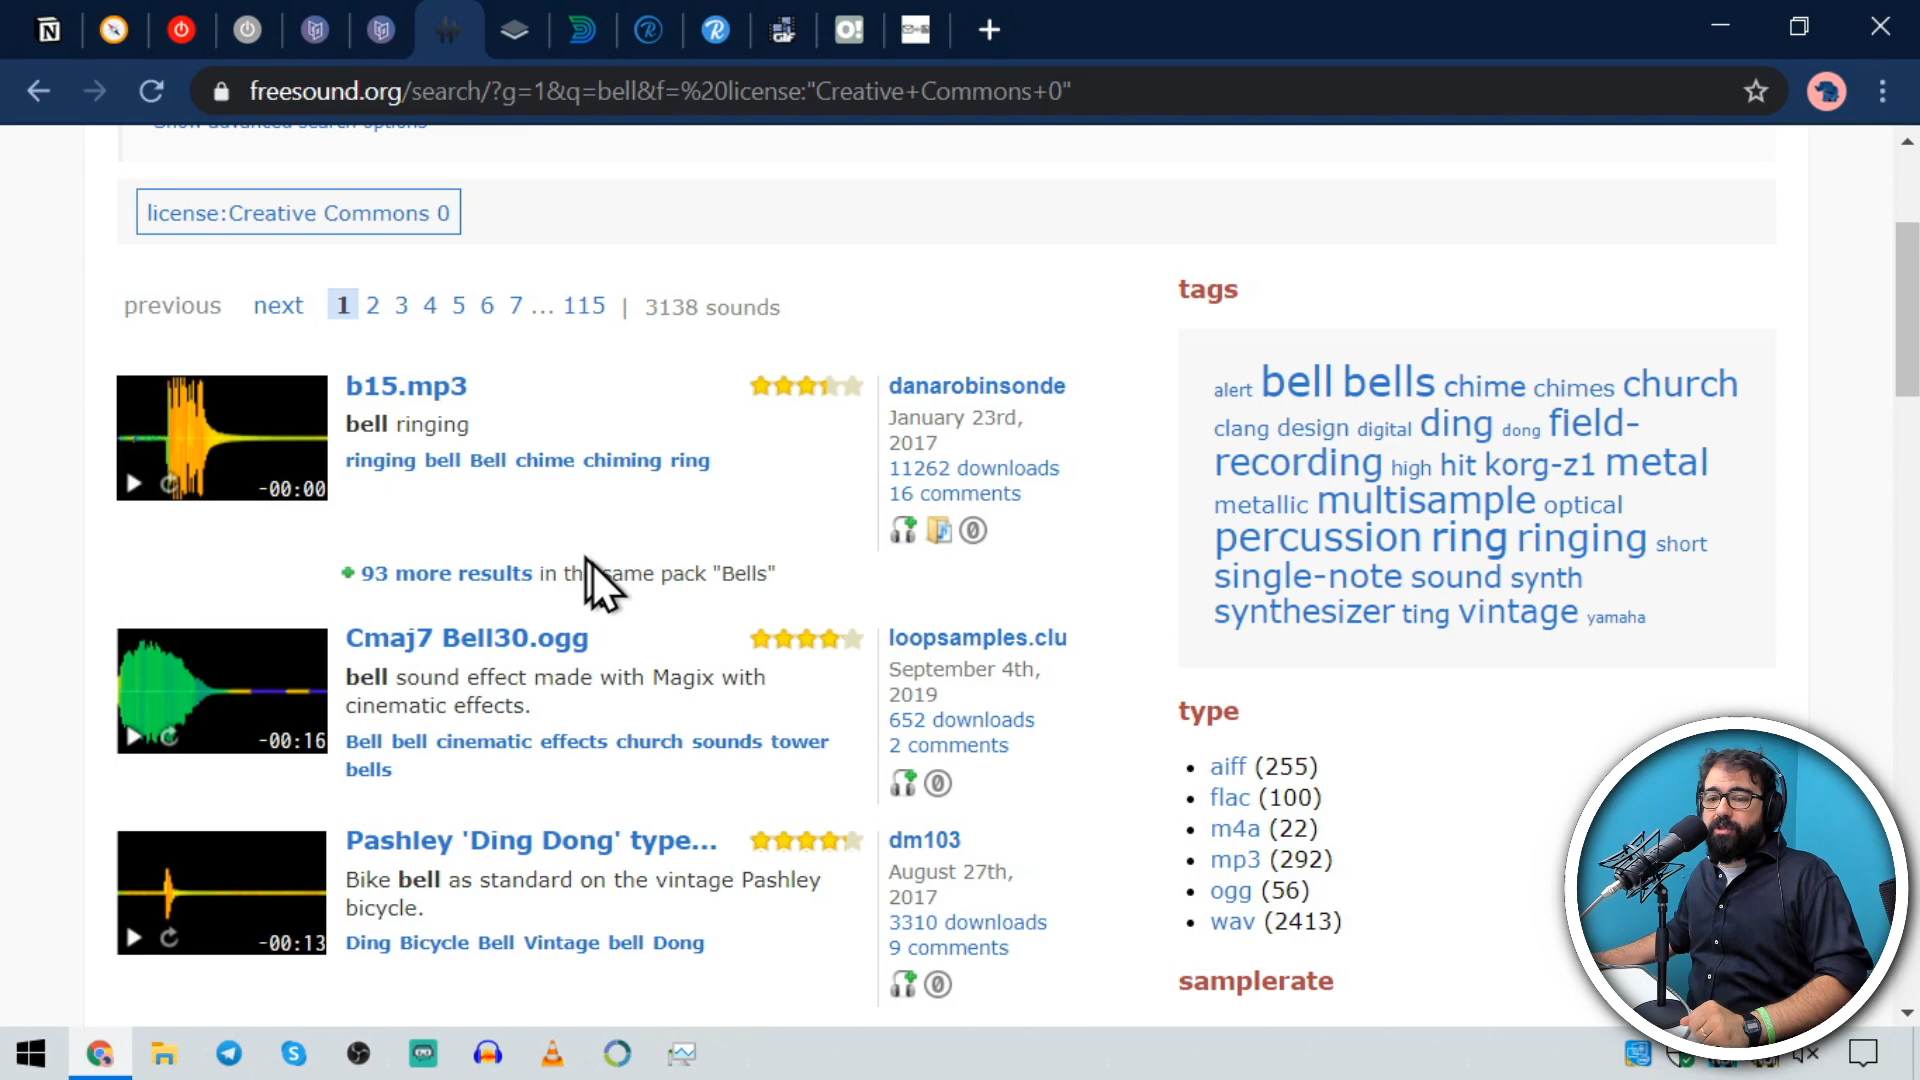 freesound.org/search/?g=1&q=bell&f=%20license:"Creative+Commons+0"
Show advanced search options
license:Creative Commons 0
previous next 1 2 3 4 5 6 7 ... 115 | 3138 sounds
b15.mp3
bell ringing
ringing bell Bell chime chiming ring
-00:00
danarobinsonde
January 23rd,
2017
11262 downloads
16 comments
0
93 more results in the same pack "Bells"
Cmaj7 Bell30.ogg
bell sound effect made with Magix with
cinematic effects.
Bell bell cinematic effects church sounds tower
bells
-00:16
loopsamples.clu
September 4th,
2019
652 downloads
2 comments
0
Pashley 'Ding Dong' type...
Bike bell as standard on the vintage Pashley
bicycle.
Ding Bicycle Bell Vintage bell Dong
-00:13
dm103
August 27th,
2017
3310 downloads
9 comments
0
tags
alert bell bells chime chimes church
clang design digital ding dong field-
recording high hit korg-z1 metal
metallic multisample optical
percussion ring ringing short
single-note sound synth
synthesizer ting vintage yamaha
type
aiff (255)
flac (100)
m4a (22)
mp3 (292)
ogg (56)
wav (2413)
samplerate